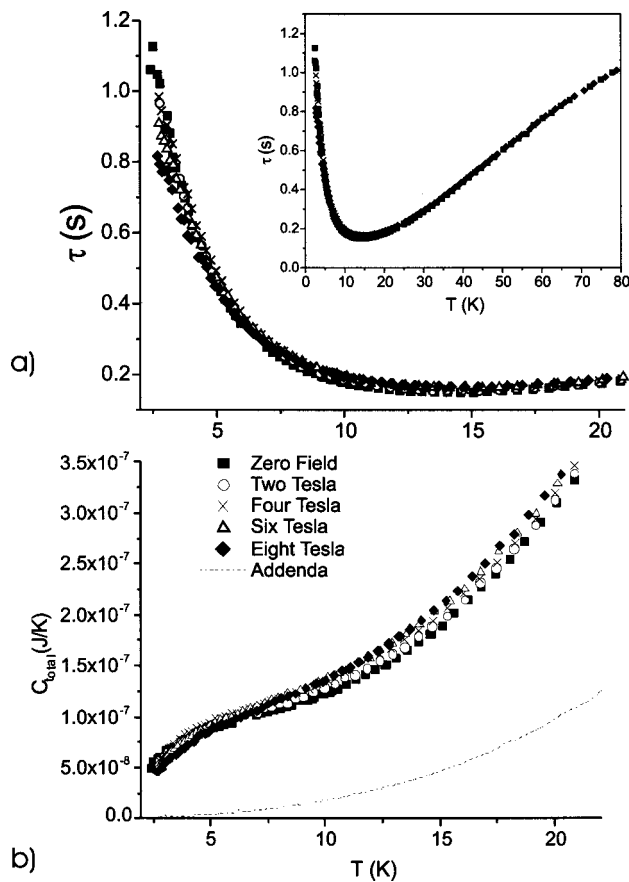 a)
1.2
1.0
0.8
0.6
0.4
0.2
τ (s)
5
10
15
20
1.2
1.0
0.8
0.6
0.4
0.2
0.0
τ (s)
0
10
20
30
40
50
60
70
80
T (K)
b)
3.5x10⁻⁷
3.0x10⁻⁷
2.5x10⁻⁷
2.0x10⁻⁷
1.5x10⁻⁷
1.0x10⁻⁷
5.0x10⁻⁸
0.0
C_total (J/K)
Zero Field
Two Tesla
Four Tesla
Six Tesla
Eight Tesla
Addenda
5
10
15
20
T (K)